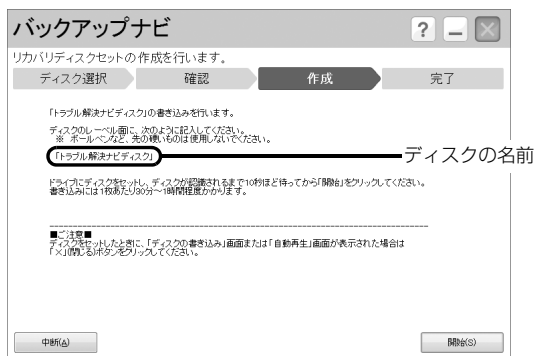 バックアップナビ
? − ×
リカバリディスクセットの作成を行います。
ディスク選択 確認 作成 完了
「トラブル解決ナビディスク」の書き込みを行います。
ディスクのレーベル面に、次のように記入してください。
※ ボールペンなど、先の硬いものは使用しないでください。
「トラブル解決ナビディスク」
ディスクの名前
ドライブにディスクをセットし、ディスクが認識されるまで10秒ほど待ってから「開始」をクリックしてください。
書き込みには1枚あたり30分～1時間程度かかります。
■ご注意■
ディスクをセットしたときに、「ディスクの書き込み」画面または「自動再生」画面が表示された場合は
「×」(閉じる)ボタンをクリックしてください。
中断(A) 開始(S)